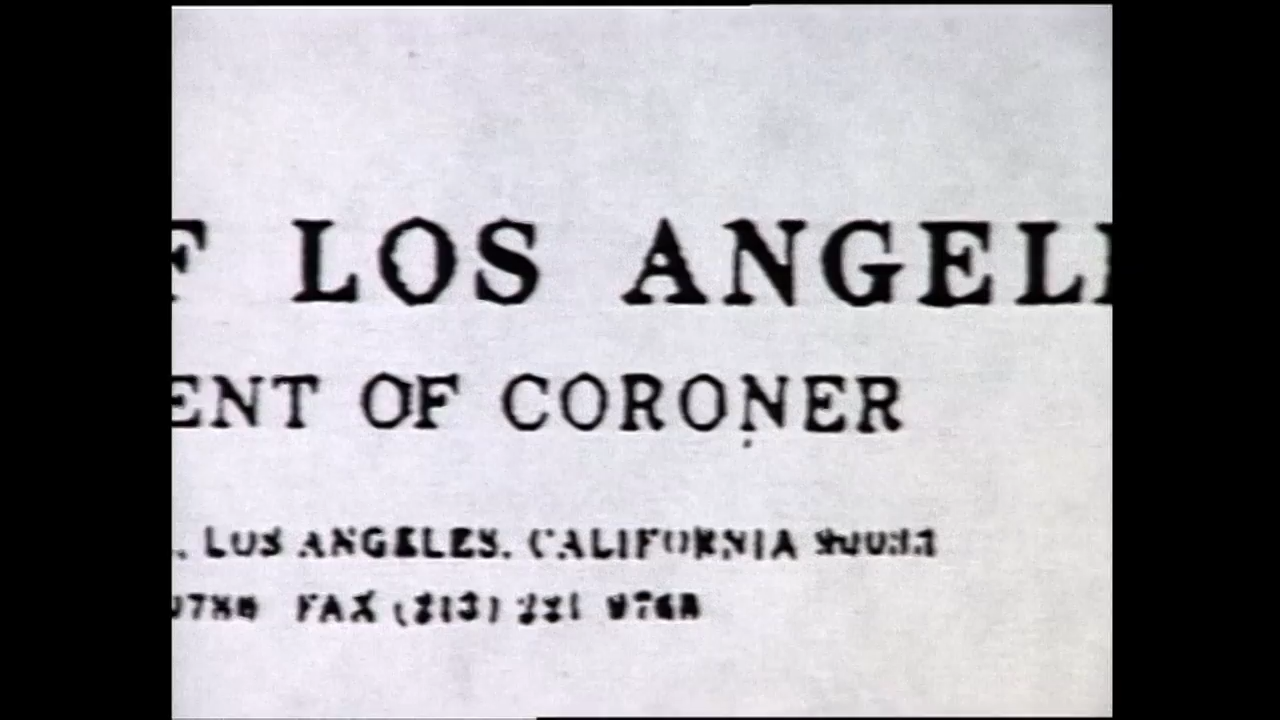 F LOS ANGEL
ENT OF CORONER
, LOS ANGELES, CALIFORNIA
FAX (213)